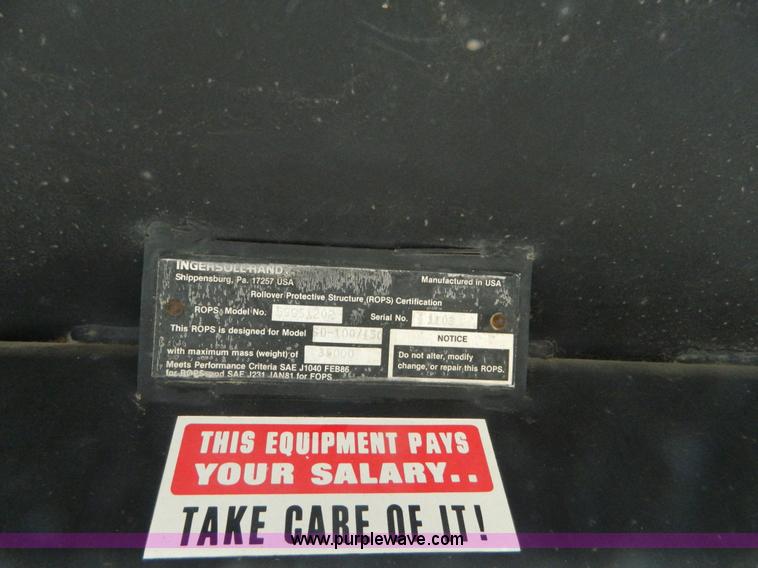 INGERSOLL-RAND
Shippensburg, Pa. 17257 USA
Manufactured in USA
Rollover Protective Structure (ROPS) Certification
ROPS Model No.
Serial No.
This ROPS is designed for Model SD-100/150
with maximum mass (weight) of
Meets Performance Criteria SAE J1040 FEB86
for ROPS and SAE J231 JAN81 for FOPS
NOTICE
Do not alter, modify
change, or repair this ROPS.
THIS EQUIPMENT PAYS
YOUR SALARY..
TAKE CARE OF IT!
www.purplewave.com